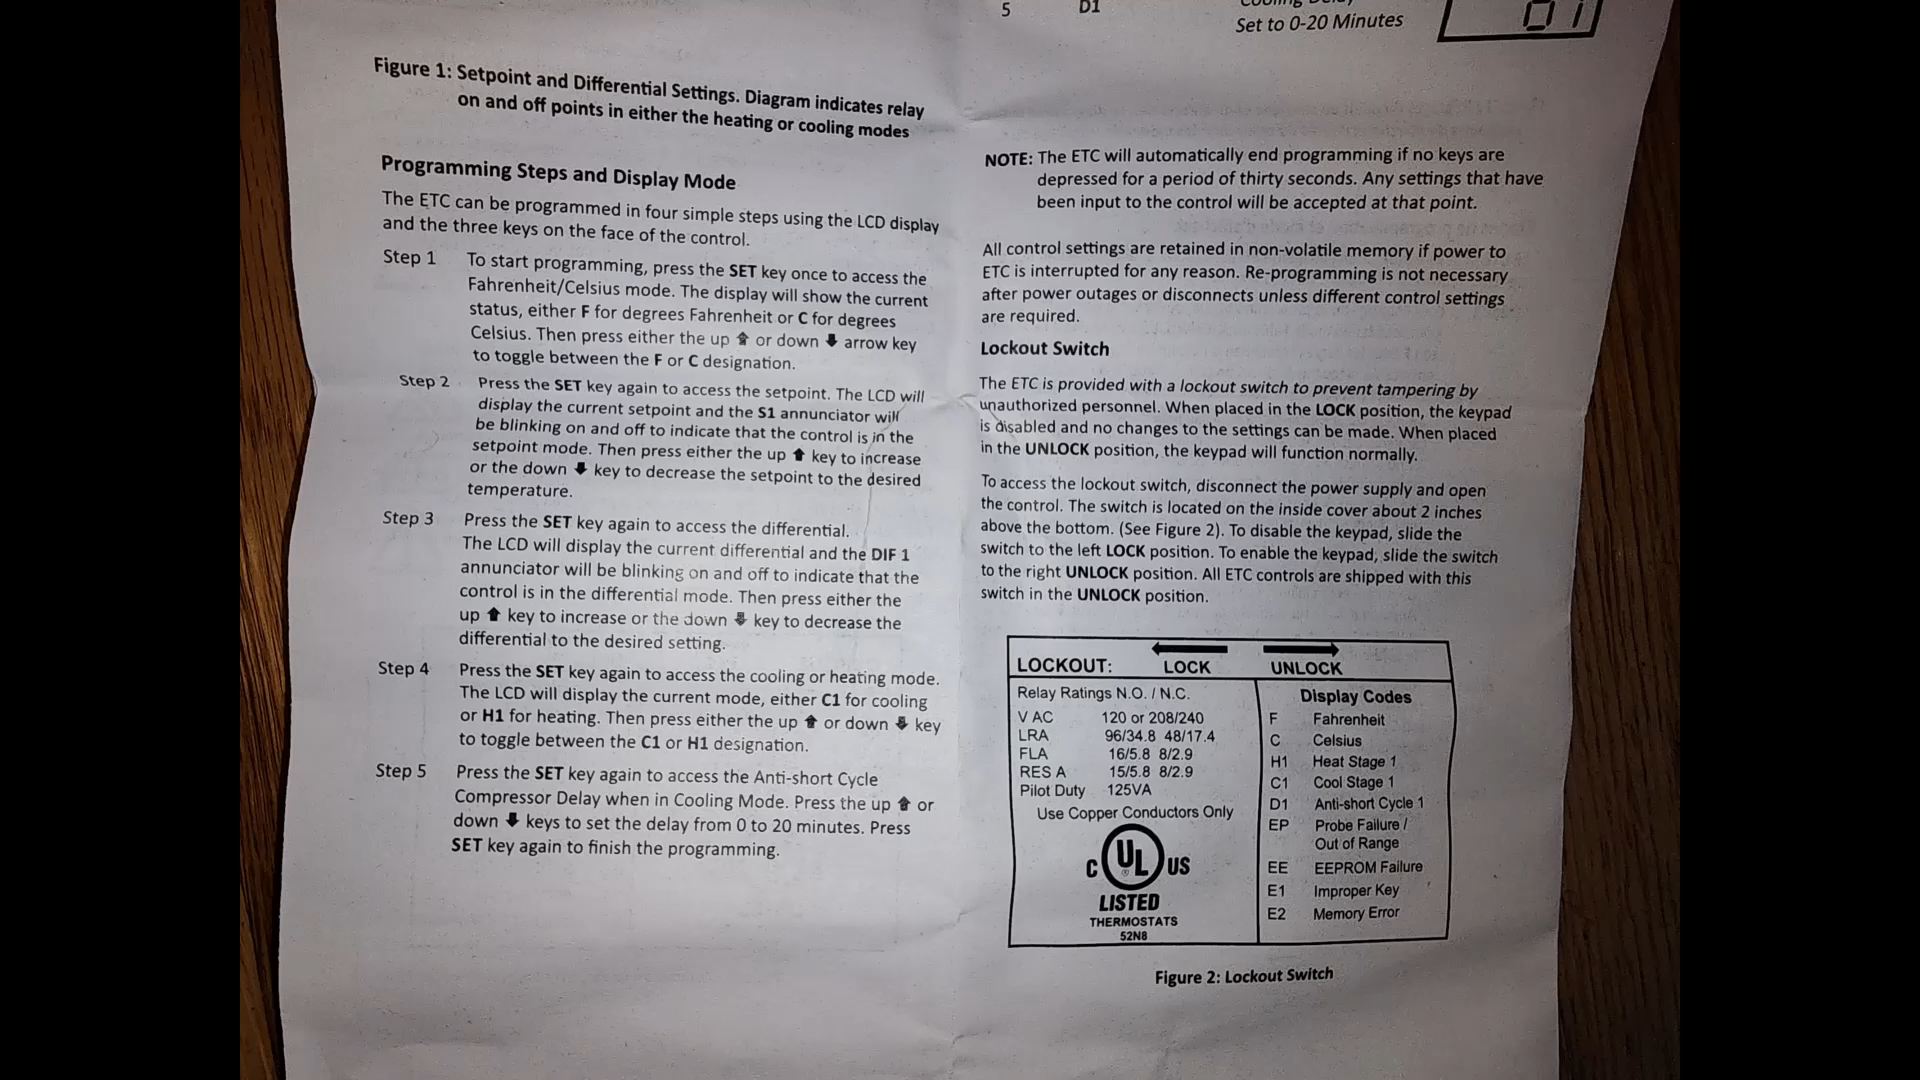 Figure 1: Setpoint and Differential Settings. Diagram indicates relay
on and off points in either the heating or cooling modes
Programming Steps and Display Mode
The ETC can be programmed in four simple steps using the LCD display
and the three keys on the face of the control.
Step 1 To start programming, press the SET key once to access the
Fahrenheit/Celsius mode. The display will show the current
status, either F for degrees Fahrenheit or C for degrees
Celsius. Then press either the up ⬆ or down ⬇ arrow key
to toggle between the F or C designation.
Step 2 Press the SET key again to access the setpoint. The LCD will
display the current setpoint and the S1 annunciator will
be blinking on and off to indicate that the control is in the
setpoint mode. Then press either the up ⬆ key to increase
or the down ⬇ key to decrease the setpoint to the desired
temperature.
Step 3 Press the SET key again to access the differential.
The LCD will display the current differential and the DIF 1
annunciator will be blinking on and off to indicate that the
control is in the differential mode. Then press either the
up ⬆ key to increase or the down ⬇ key to decrease the
differential to the desired setting.
Step 4 Press the SET key again to access the cooling or heating mode.
The LCD will display the current mode, either C1 for cooling
or H1 for heating. Then press either the up ⬆ or down ⬇ key
to toggle between the C1 or H1 designation.
Step 5 Press the SET key again to access the Anti-short Cycle
Compressor Delay when in Cooling Mode. Press the up ⬆ or
down ⬇ keys to set the delay from 0 to 20 minutes. Press
SET key again to finish the programming.
5 D1 Cooling Delay
Set to 0-20 Minutes
NOTE: The ETC will automatically end programming if no keys are
depressed for a period of thirty seconds. Any settings that have
been input to the control will be accepted at that point.
All control settings are retained in non-volatile memory if power to
ETC is interrupted for any reason. Re-programming is not necessary
after power outages or disconnects unless different control settings
are required.
Lockout Switch
The ETC is provided with a lockout switch to prevent tampering by
unauthorized personnel. When placed in the LOCK position, the keypad
is disabled and no changes to the settings can be made. When placed
in the UNLOCK position, the keypad will function normally.
To access the lockout switch, disconnect the power supply and open
the control. The switch is located on the inside cover about 2 inches
above the bottom. (See Figure 2). To disable the keypad, slide the
switch to the left LOCK position. To enable the keypad, slide the switch
to the right UNLOCK position. All ETC controls are shipped with this
switch in the UNLOCK position.
LOCKOUT: LOCK UNLOCK
Relay Ratings N.O. / N.C.
V AC 120 or 208/240
LRA 96/34.8 48/17.4
FLA 16/5.8 8/2.9
RES A 15/5.8 8/2.9
Pilot Duty 125VA
Use Copper Conductors Only
C UL® US
LISTED
THERMOSTATS
52N8
Display Codes
F Fahrenheit
C Celsius
H1 Heat Stage 1
C1 Cool Stage 1
D1 Anti-short Cycle 1
EP Probe Failure /
Out of Range
EE EEPROM Failure
E1 Improper Key
E2 Memory Error
Figure 2: Lockout Switch